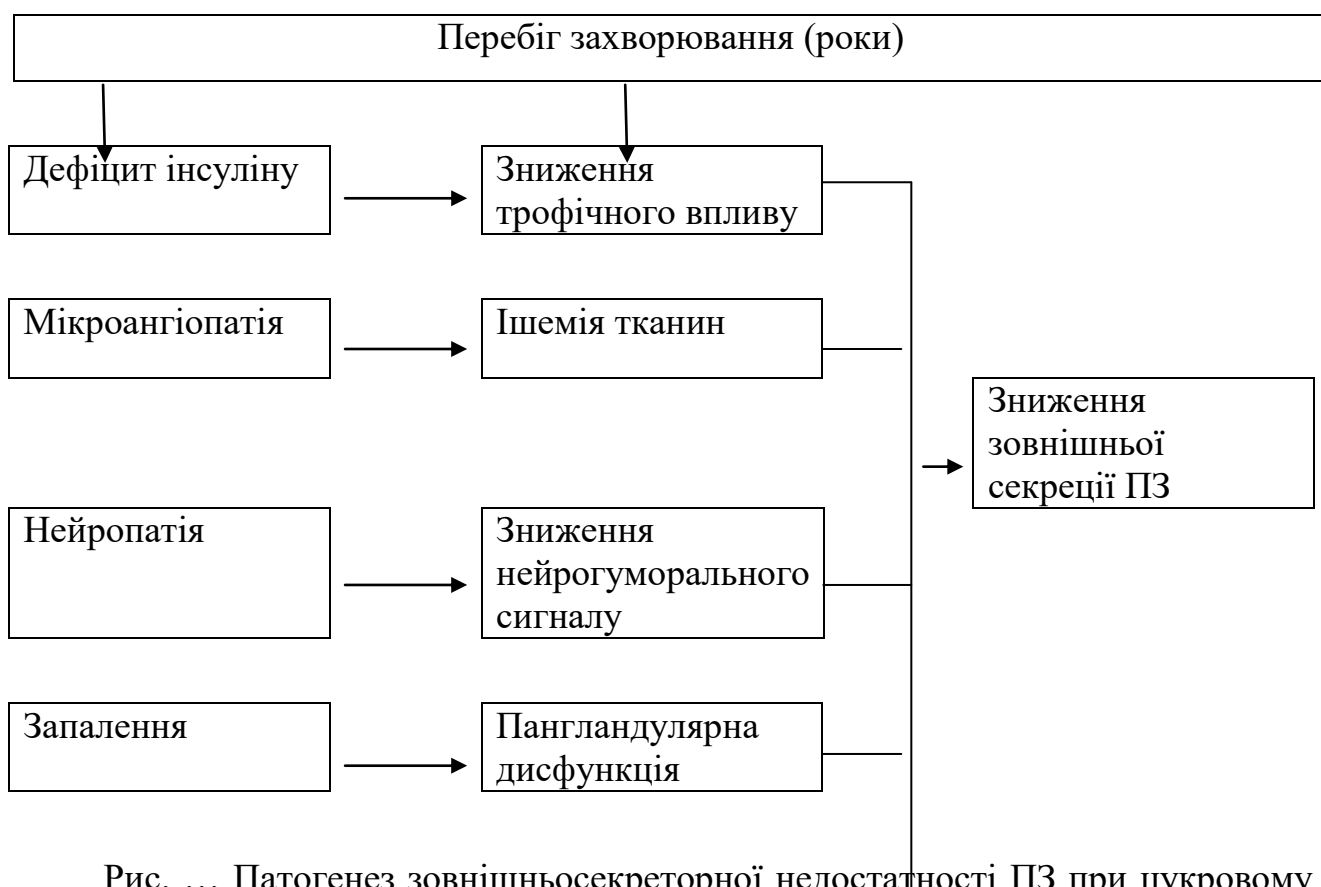 Перебіг захворювання (роки)
Дефіцит інсуліну
Зниження
трофічного впливу
Мікроангіопатія
Ішемія тканин
Зниження
зовнішньої
секреції ПЗ
Нейропатія
Зниження
нейрогуморального
сигналу
Запалення
Пангландулярна
дисфункція
Рис. … Патогенез зовнішньосекреторної недостатності ПЗ при цукровому